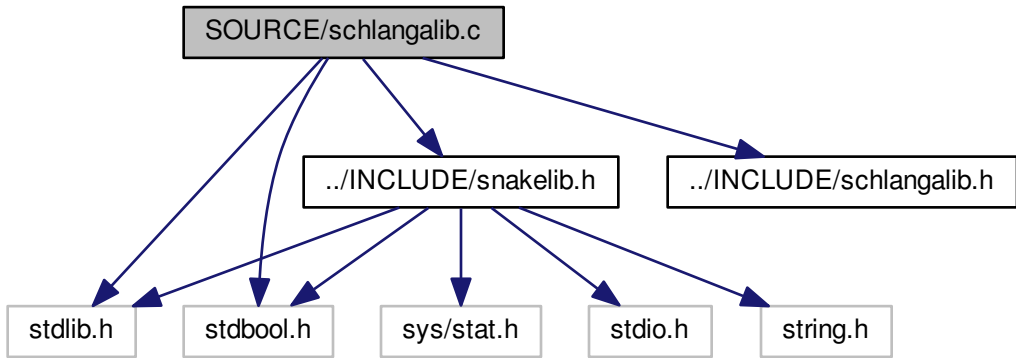 SOURCE/schlangalib.c
../INCLUDE/snakelib.h
../INCLUDE/schlangalib.h
stdlib.h
stdbool.h
sys/stat.h
stdio.h
string.h